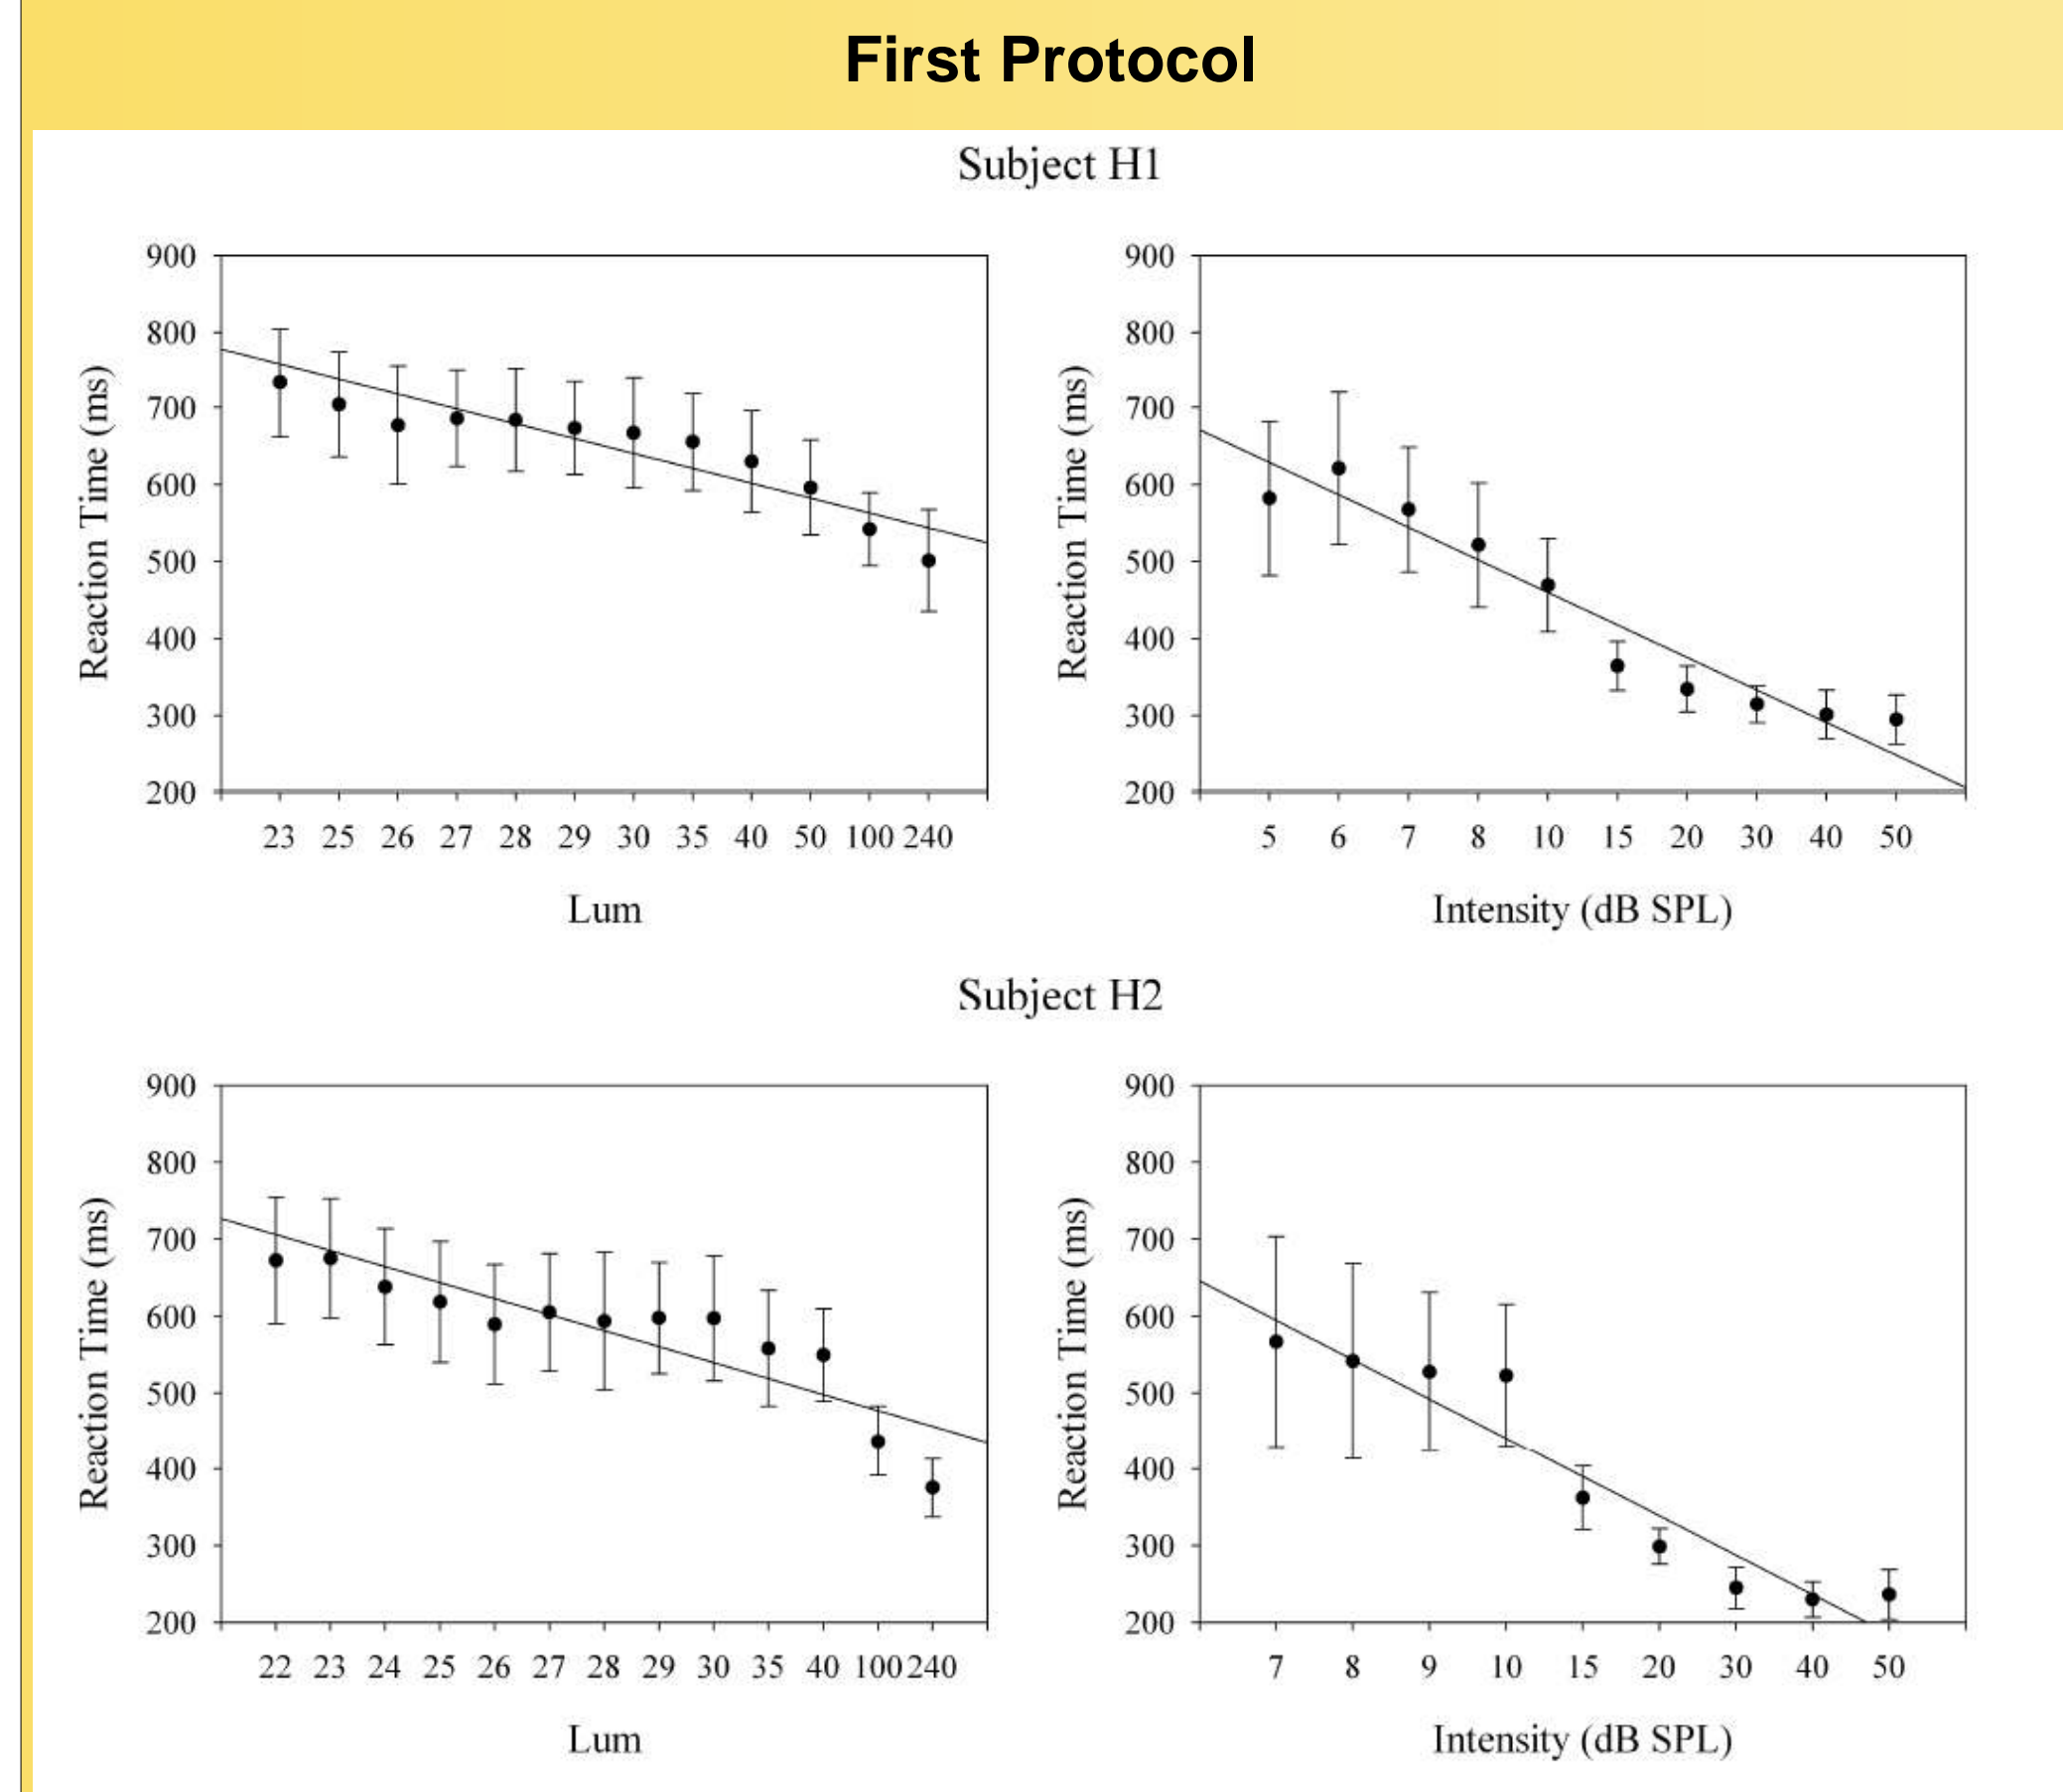 First Protocol
Subject H1
900
800
700
600
500
400
300
200
Reaction Time (ms)
23 25 26 27 28 29 30 35 40 50 100 240
Lum
900
800
700
600
500
400
300
200
Reaction Time (ms)
5 6 7 8 10 15 20 30 40 50
Intensity (dB SPL)
Subject H2
900
800
700
600
500
400
300
200
Reaction Time (ms)
22 23 24 25 26 27 28 29 30 35 40 100 240
Lum
900
800
700
600
500
400
300
200
Reaction Time (ms)
7 8 9 10 15 20 30 40 50
Intensity (dB SPL)